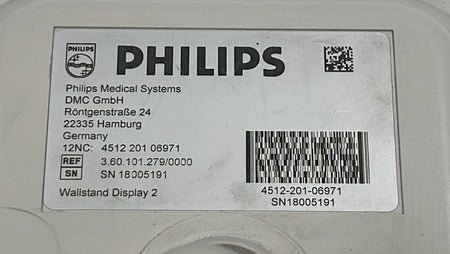 PHILIPS
PHILIPS
Philips Medical Systems
DMC GmbH
Röntgenstraße 24
22335 Hamburg
Germany
12NC: 4512 201 06971
REF 3.60.101.279/0000
SN SN 18005191
Wallstand Display 2
4512-201-06971
SN18005191